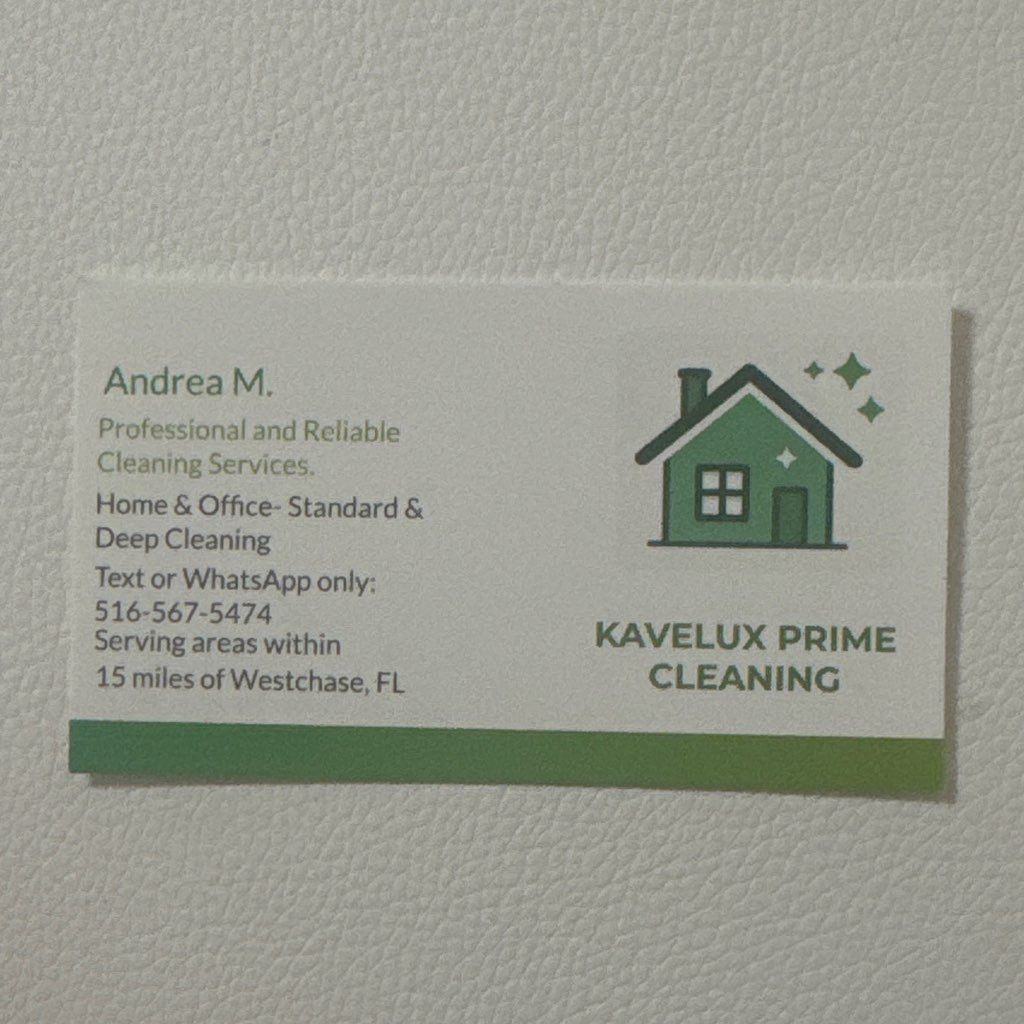 Andrea M.
Professional and Reliable
Cleaning Services.
Home & Office- Standard &
Deep Cleaning
Text or WhatsApp only:
516-567-5474
Serving areas within
15 miles of Westchase, FL
KAVELUX PRIME
CLEANING